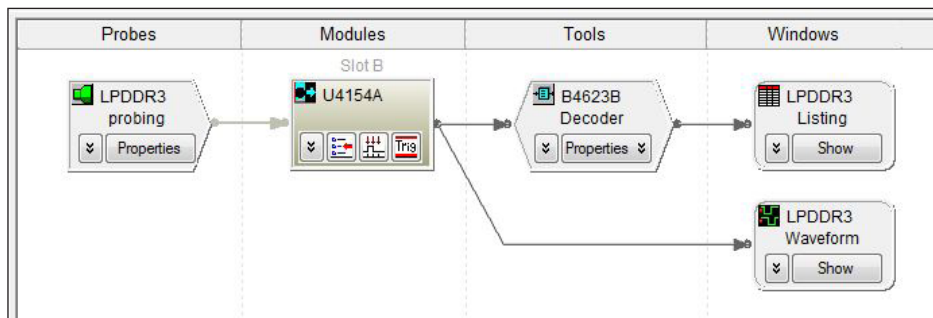 Probes
Modules
Tools
Windows
Slot B
LPDDR3
probing
Properties
U4154A
Trig
B4623B
Decoder
Properties
LPDDR3
Listing
Show
LPDDR3
Waveform
Show